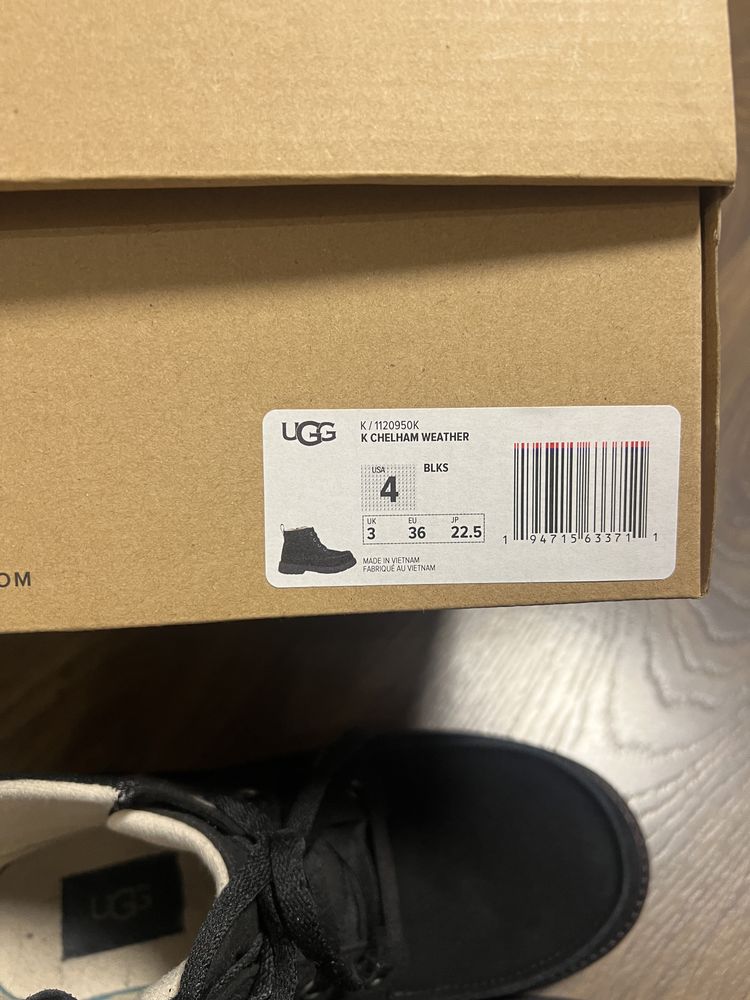 UGG
K / 1120950K
K CHELHAM WEATHER
USA
4
BLKS
UK EU JP
3 36 22.5
MADE IN VIETNAM
FABRIQUÉ AU VIETNAM
1 94715 63371 1
OM
UGG